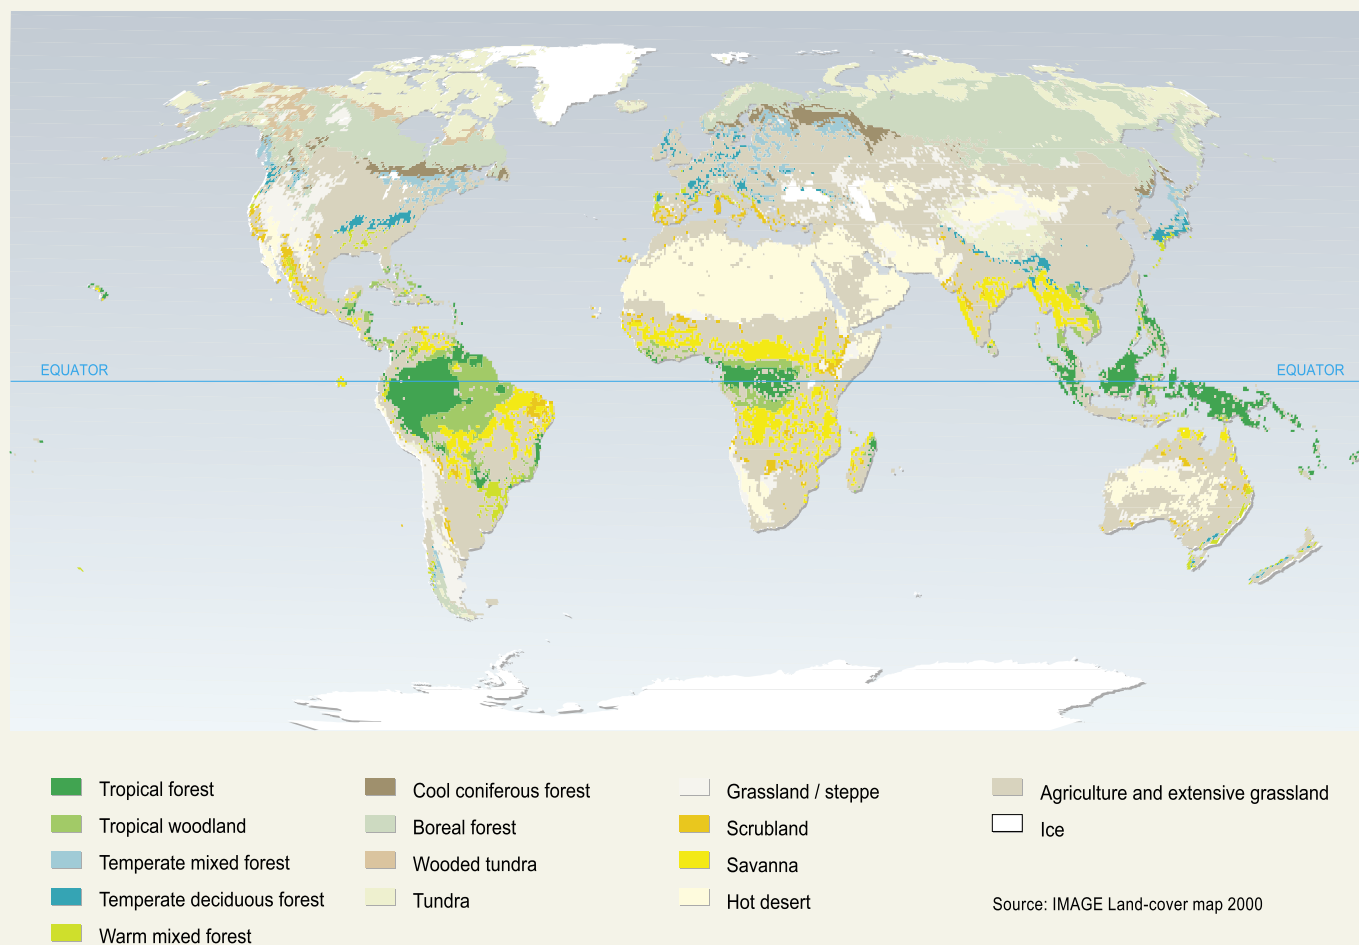 EQUATOR
EQUATOR
Tropical forest
Tropical woodland
Temperate mixed forest
Temperate deciduous forest
Warm mixed forest
Cool coniferous forest
Boreal forest
Wooded tundra
Tundra
Grassland / steppe
Scrubland
Savanna
Hot desert
Agriculture and extensive grassland
Ice
Source: IMAGE Land-cover map 2000